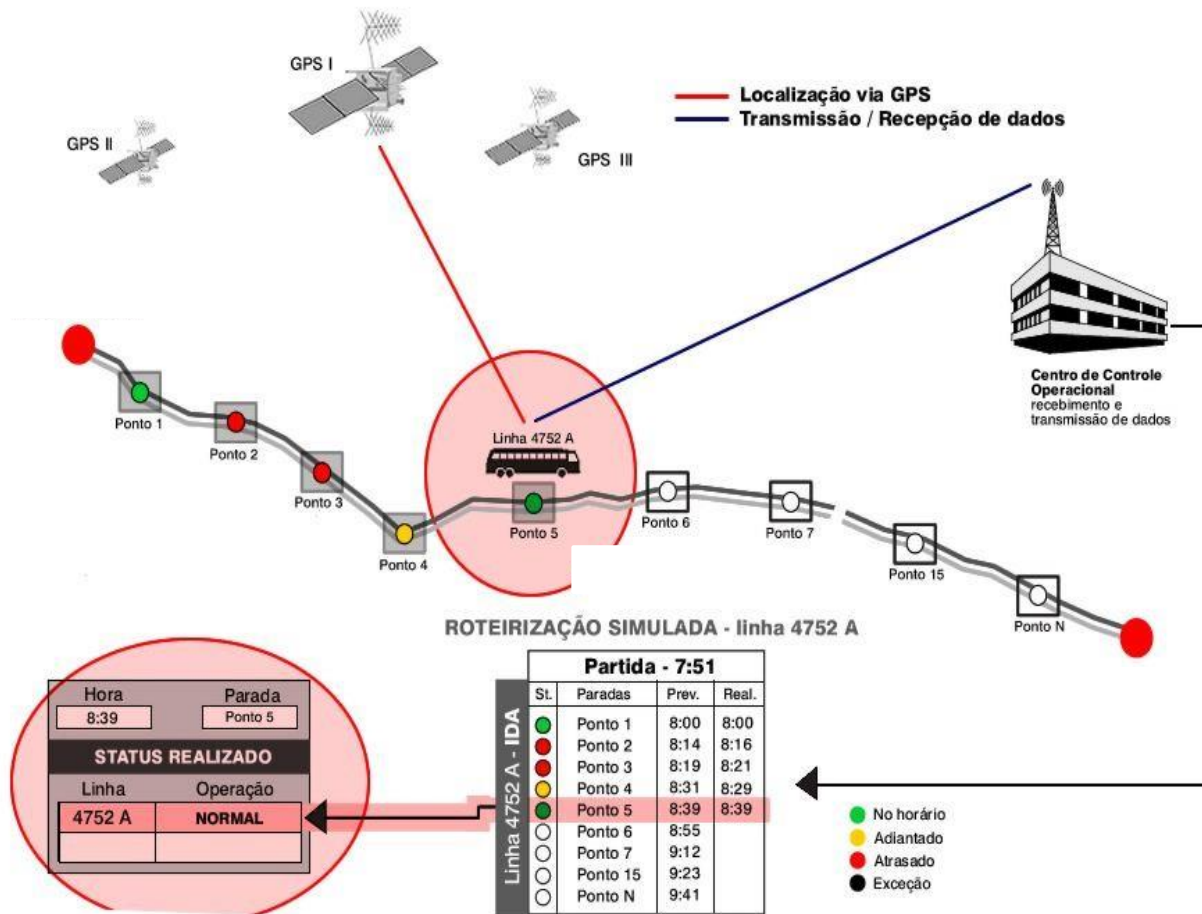 GPS I
GPS II
GPS III
Localização via GPS
Transmissão / Recepção de dados
Centro de Controle
Operacional
recebimento e
transmissão de dados
Linha 4752 A
Ponto 1
Ponto 2
Ponto 3
Ponto 4
Ponto 5
Ponto 6
Ponto 7
Ponto 15
Ponto N
ROTEIRIZAÇÃO SIMULADA - linha 4752 A
Hora Parada
8:39 Ponto 5
STATUS REALIZADO
Linha Operação
4752 A NORMAL
Linha 4752 A - IDA
Partida - 7:51
St. Paradas Prev. Real.
Ponto 1 8:00 8:00
Ponto 2 8:14 8:16
Ponto 3 8:19 8:21
Ponto 4 8:31 8:29
Ponto 5 8:39 8:39
Ponto 6 8:55
Ponto 7 9:12
Ponto 15 9:23
Ponto N 9:41
No horário
Adiantado
Atrasado
Exceção